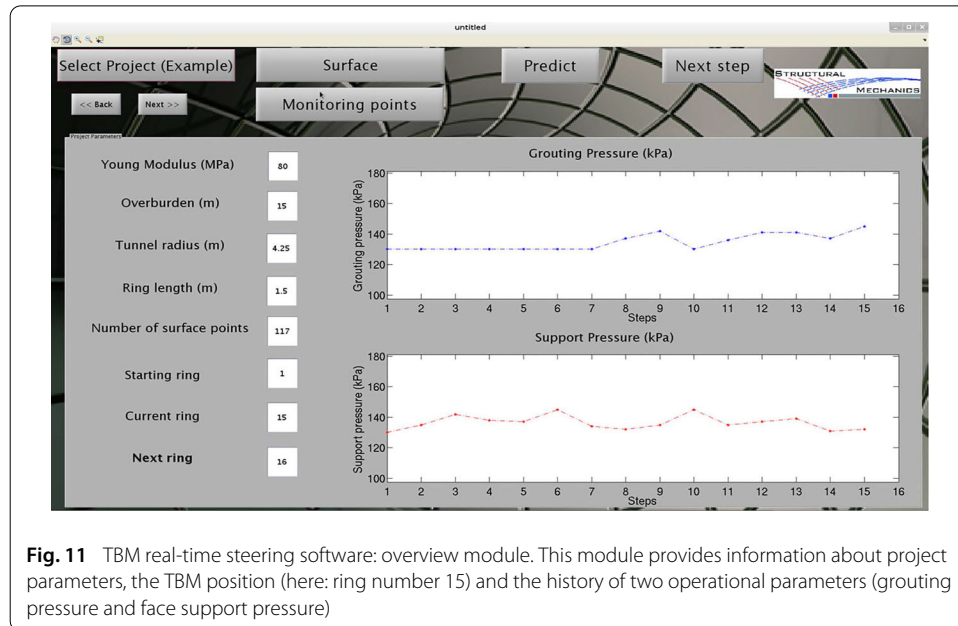 untitled
Select Project (Example)
Surface
Predict
Next step
STRUCTURAL
MECHANICS
<< Back
Next >>
Monitoring points
Project Parameters
Young Modulus (MPa)
80
Overburden (m)
15
Tunnel radius (m)
4.25
Ring length (m)
1.5
Number of surface points
117
Starting ring
1
Current ring
15
Next ring
16
Grouting Pressure (kPa)
Grouting pressure (kPa)
180
160
140
120
100
1 2 3 4 5 6 7 8 9 10 11 12 13 14 15 16
Steps
Support Pressure (kPa)
Support pressure (kPa)
180
160
140
120
100
1 2 3 4 5 6 7 8 9 10 11 12 13 14 15 16
Steps
Fig. 11 TBM real-time steering software: overview module. This module provides information about project
parameters, the TBM position (here: ring number 15) and the history of two operational parameters (grouting
pressure and face support pressure)